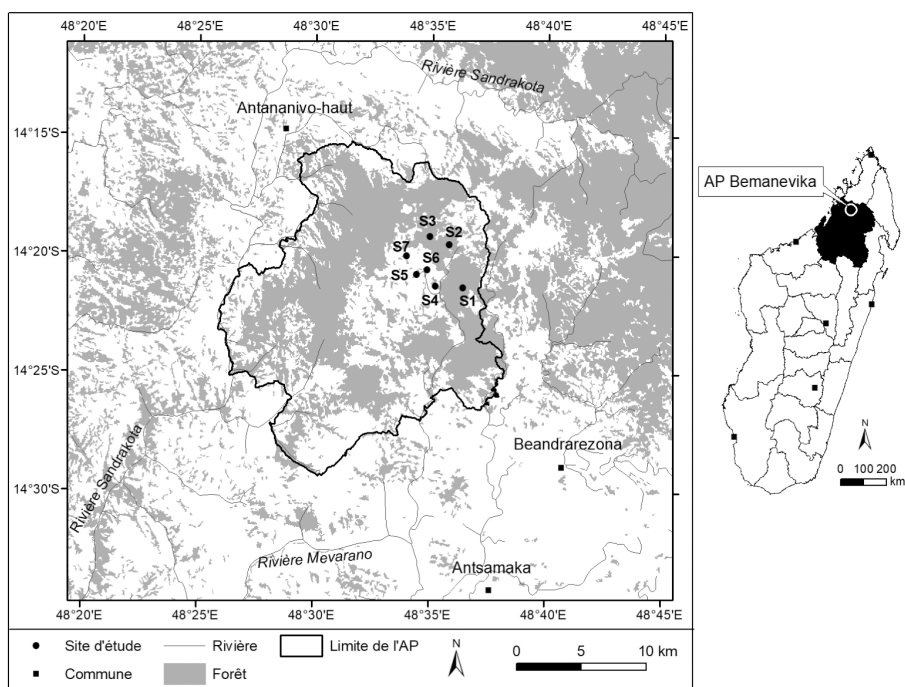 48°20'E 48°25'E 48°30'E 48°35'E 48°40'E 48°45'E
Rivière Sandrakota
Antananivo-haut
14°15'S
AP Bemanevika
S3 S2
14°20'S
S7 S6
S5
S4 S1
14°25'S
Beandrarezona
N
0 100 200
km
14°30'S
Rivière Sandrakota
Rivière Mevarano
Antsamaka
48°20'E 48°25'E 48°30'E 48°35'E 48°40'E 48°45'E
Site d'étude Rivière Limite de l'AP N 0 5 10 km
Commune Forêt